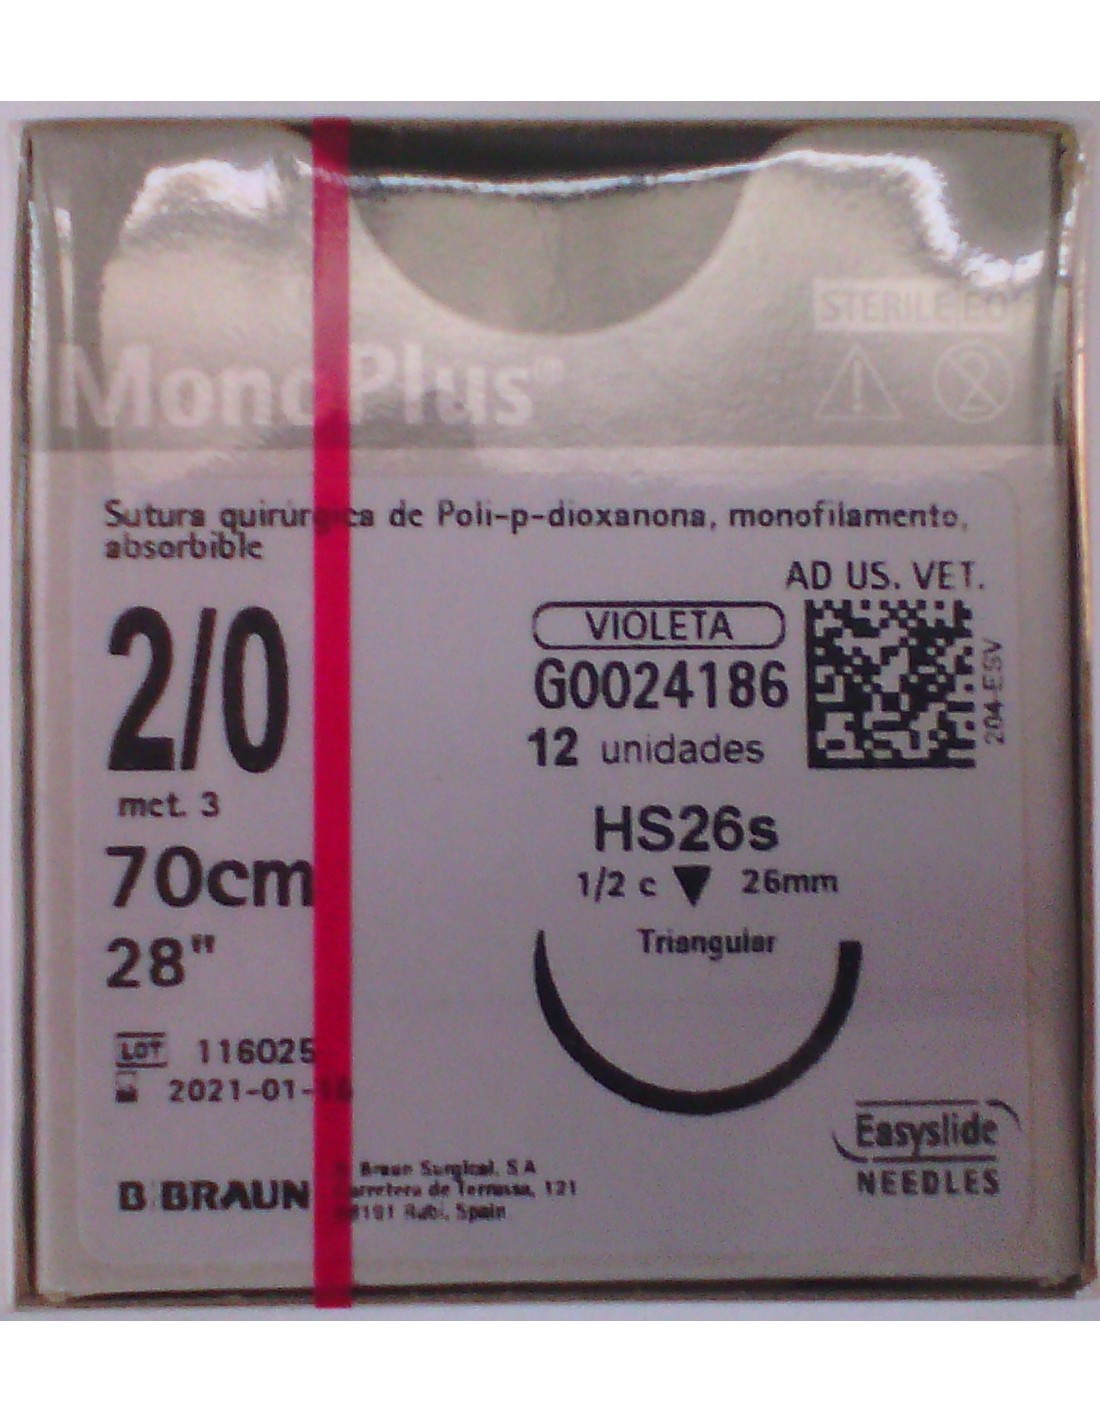 STERILE EO
MonoPlus®
Sutura quirúrgica de Poli-p-dioxanona, monofilamento,
absorbible
AD US. VET.
2/0
VIOLETA
G0024186
204-ESV
12 unidades
met. 3
HS26s
70cm
1/2 c 26mm
Triangular
28"
LOT 116025
2021-01-
Easyslide
NEEDLES
B BRAUN
Braun Surgical, S.A.
Carretera de Terrassa, 121
Rubí, Spain